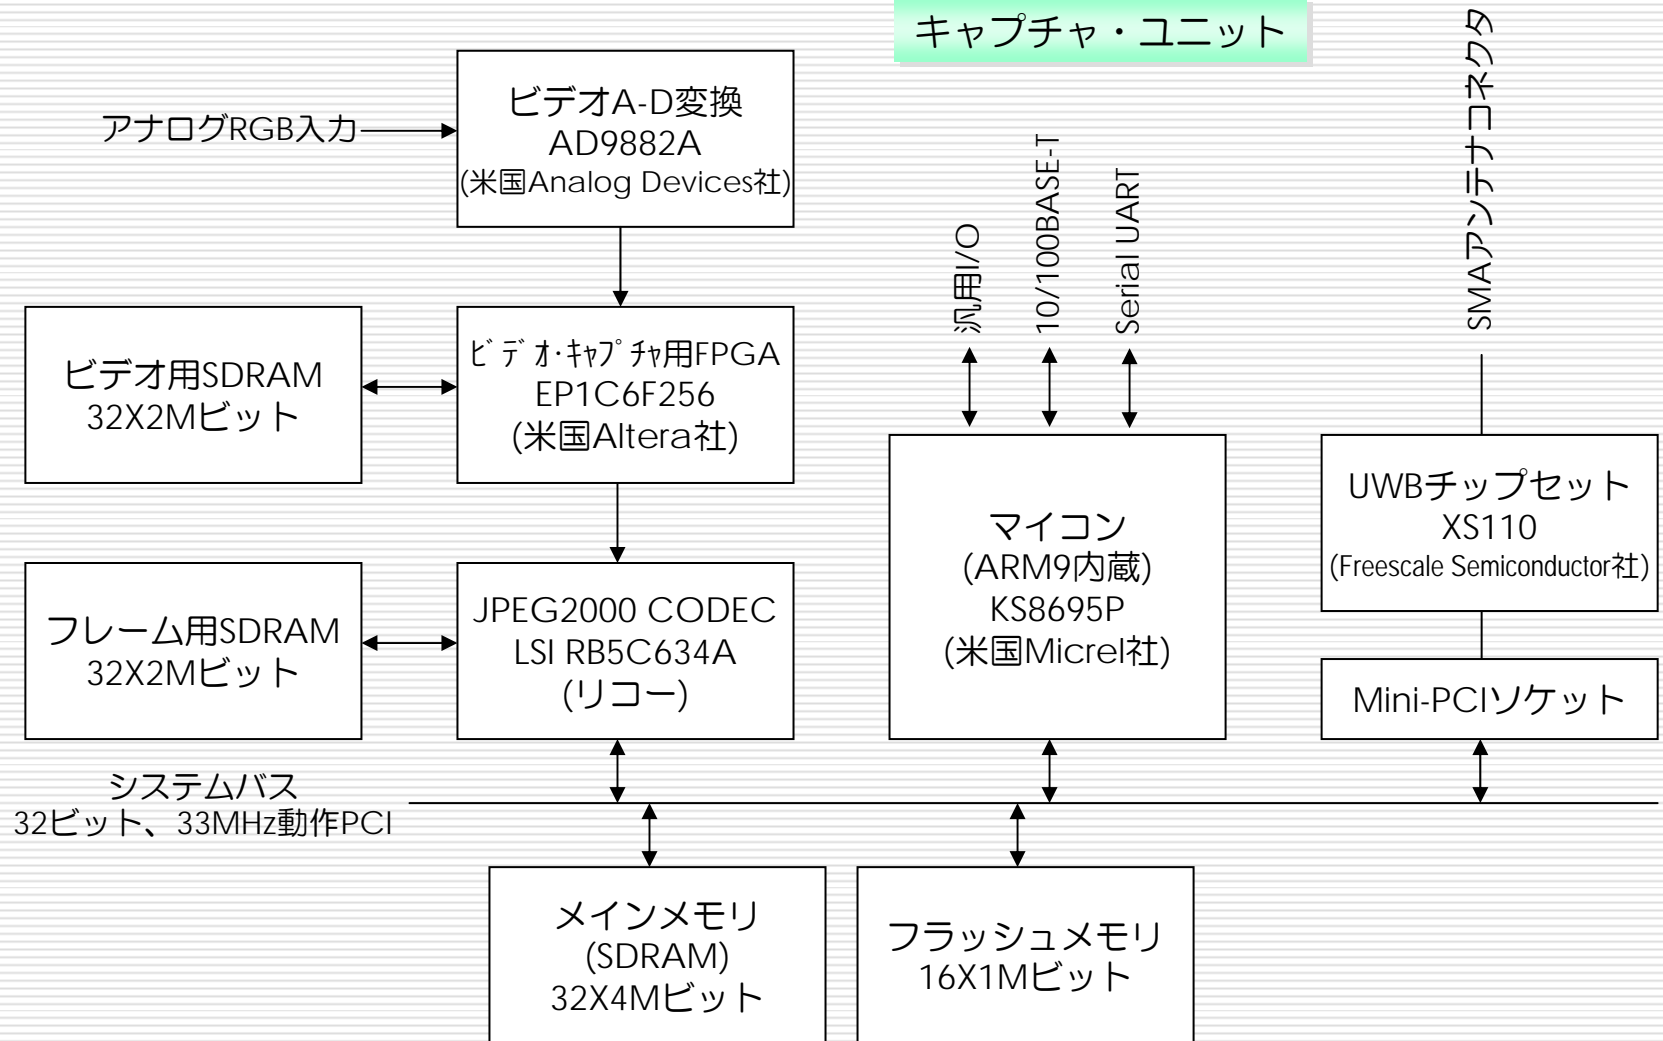 キャプチャ・ユニット
アナログRGB入力
ビデオA-D変換
AD9882A
(米国Analog Devices社)
汎用I/O
10/100BASE-T
Serial UART
SMAアンテナコネクタ
ビデオ用SDRAM
32X2Mビット
ビデオ・キャプチャ用FPGA
EP1C6F256
(米国Altera社)
フレーム用SDRAM
32X2Mビット
JPEG2000 CODEC
LSI RB5C634A
(リコー)
マイコン
(ARM9内蔵)
KS8695P
(米国Micrel社)
UWBチップセット
XS110
(Freescale Semiconductor社)
Mini-PCIソケット
システムバス
32ビット、33MHz動作PCI
メインメモリ
(SDRAM)
32X4Mビット
フラッシュメモリ
16X1Mビット